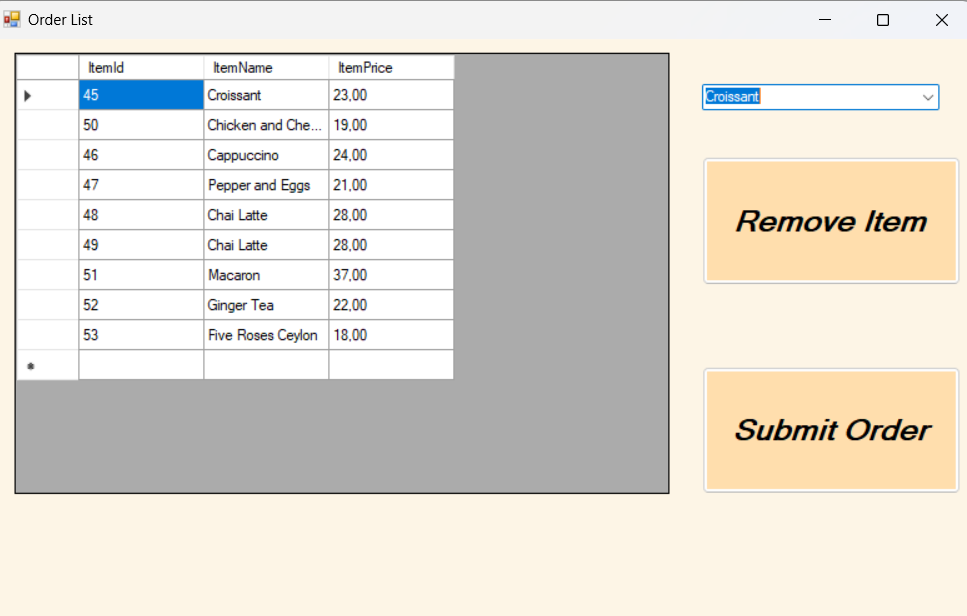 Order List
ItemId ItemName ItemPrice
45 Croissant 23,00
50 Chicken and Che... 19,00
46 Cappuccino 24,00
47 Pepper and Eggs 21,00
48 Chai Latte 28,00
49 Chai Latte 28,00
51 Macaron 37,00
52 Ginger Tea 22,00
53 Five Roses Ceylon 18,00
Croissant
Remove Item
Submit Order